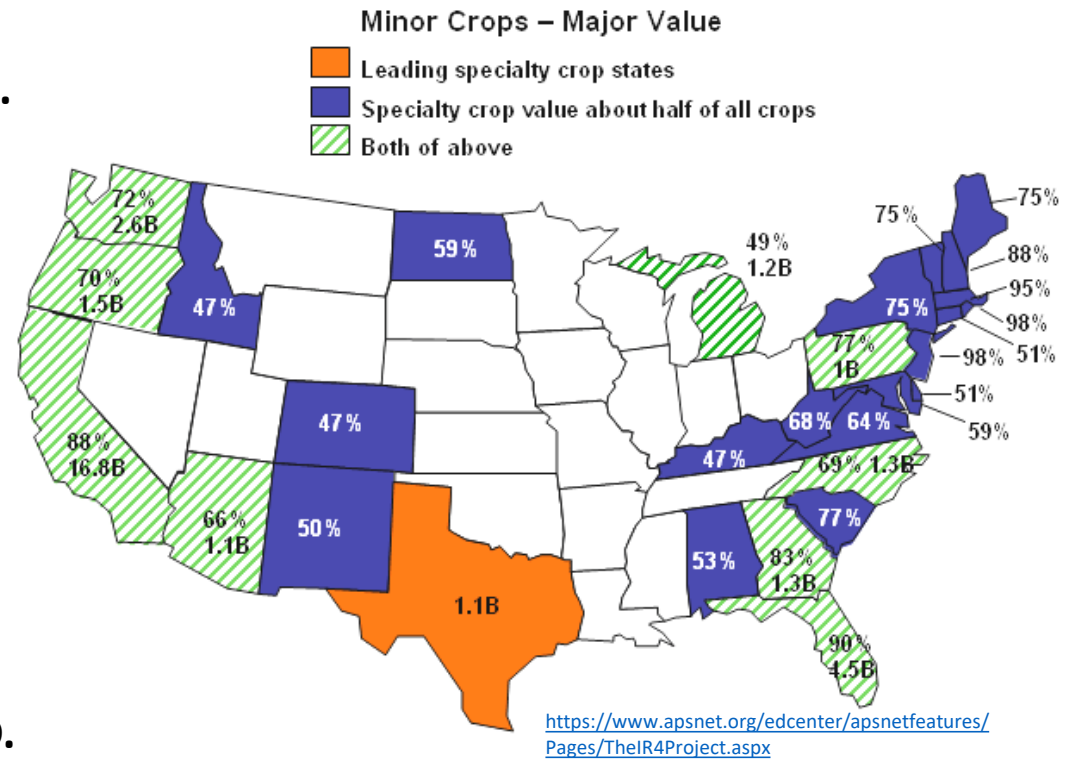 Minor Crops – Major Value
Leading specialty crop states
Specialty crop value about half of all crops
Both of above
72%
2.6B
70%
1.5B
47%
59%
49%
1.2B
75%
75%
88%
95%
98%
51%
75%
77%
1B
98%
51%
59%
88%
16.8B
47%
68%
64%
47%
69% 1.3B
66%
1.1B
50%
77%
53%
83%
1.3B
1.1B
90%
4.5B
https://www.apsnet.org/edcenter/apsnetfeatures/
Pages/TheIR4Project.aspx